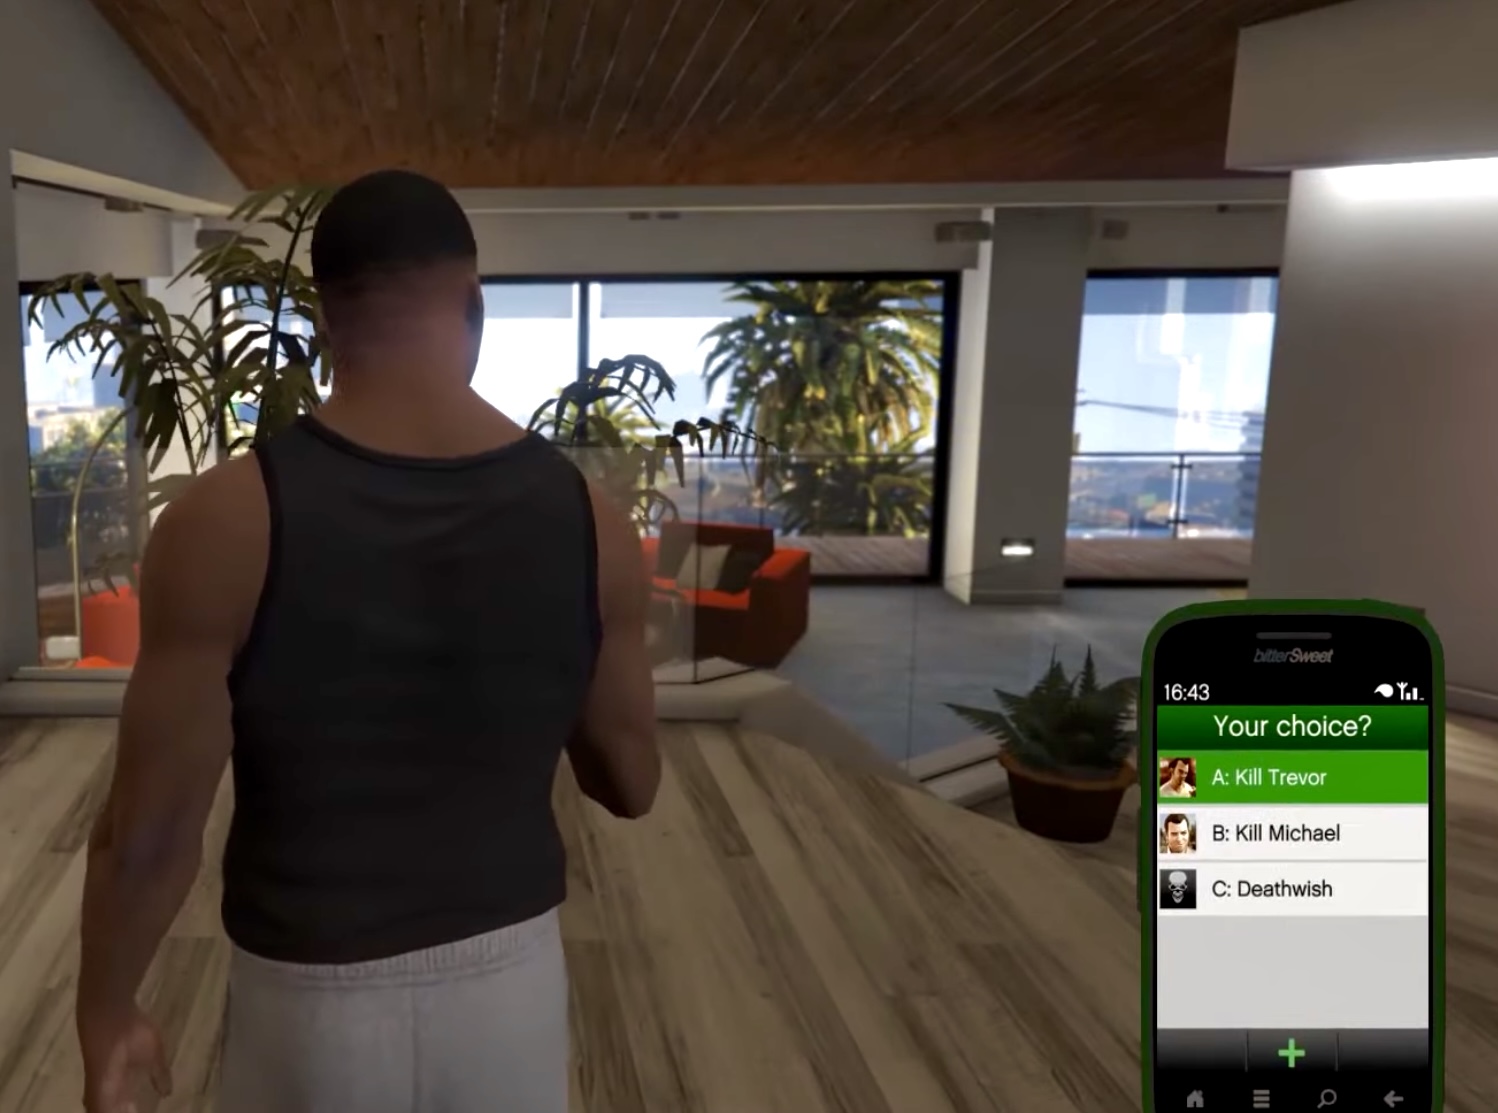 bitterSweet
16:43
Your choice?
A: Kill Trevor
B: Kill Michael
C: Deathwish